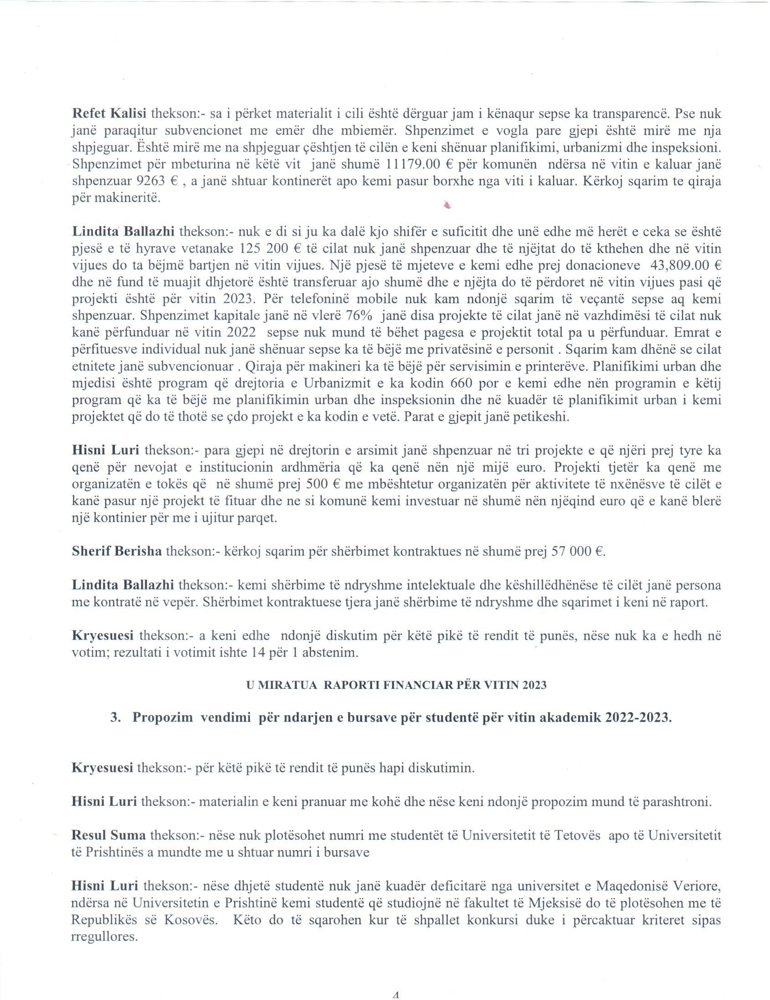 Refet Kalisi thekson:- sa i përket materialit i cili është dërguar jam i kënaqur sepse ka transparencë. Pse nuk
janë paraqitur subvencionet me emër dhe mbiemër. Shpenzimet e vogla pare gjepi është mirë me nja
shpjeguar. Është mirë me na shpjeguar çështjen të cilën e keni shënuar planifikimi, urbanizmi dhe inspeksioni.
Shpenzimet për mbeturina në këtë vit janë shumë 11179.00 € për komunën ndërsa në vitin e kaluar janë
shpenzuar 9263 € , a janë shtuar kontinerët apo kemi pasur borxhe nga viti i kaluar. Kërkoj sqarim te qiraja
për makineritë.
Lindita Ballazhi thekson:- nuk e di si ju ka dalë kjo shifër e suficitit dhe unë edhe më herët e ceka se është
pjesë e të hyrave vetanake 125 200 € të cilat nuk janë shpenzuar dhe të njëjtat do të kthehen dhe në vitin
vijues do ta bëjmë bartjen në vitin vijues. Një pjesë të mjeteve e kemi edhe prej donacioneve 43,809.00 €
dhe në fund të muajit dhjetorë është transferuar ajo shumë dhe e njëjta do të përdoret në vitin vijues pasi që
projekti është për vitin 2023. Për telefoninë mobile nuk kam ndonjë sqarim të veçantë sepse aq kemi
shpenzuar. Shpenzimet kapitale janë në vlerë 76% janë disa projekte të cilat janë në vazhdimësi të cilat nuk
kanë përfunduar në vitin 2022 sepse nuk mund të bëhet pagesa e projektit total pa u përfunduar. Emrat e
përfituesve individual nuk janë shënuar sepse ka të bëjë me privatësinë e personit . Sqarim kam dhënë se cilat
etnitete janë subvencionuar . Qiraja për makineri ka të bëjë për servisimin e printerëve. Planifikimi urban dhe
mjedisi është program që drejtoria e Urbanizmit e ka kodin 660 por e kemi edhe nën programin e këtij
program që ka të bëjë me planifikimin urban dhe inspeksionin dhe në kuadër të planifikimit urban i kemi
projektet që do të thotë se çdo projekt e ka kodin e vetë. Parat e gjepit janë petikeshi.
Hisni Luri thekson:- para gjepi në drejtorin e arsimit janë shpenzuar në tri projekte e që njëri prej tyre ka
qenë për nevojat e institucionin ardhmëria që ka qenë nën një mijë euro. Projekti tjetër ka qenë me
organizatën e tokës që në shumë prej 500 € me mbështetur organizatën për aktivitete të nxënësve të cilët e
kanë pasur një projekt të fituar dhe ne si komunë kemi investuar në shumë nën njëqind euro që e kanë blerë
një kontinier për me i ujitur parqet.
Sherif Berisha thekson:- kërkoj sqarim për shërbimet kontraktues në shumë prej 57 000 €.
Lindita Ballazhi thekson:- kemi shërbime të ndryshme intelektuale dhe këshillëdhënëse të cilët janë persona
me kontratë në vepër. Shërbimet kontraktuese tjera janë shërbime të ndryshme dhe sqarimet i keni në raport.
Kryesuesi thekson:- a keni edhe ndonjë diskutim për këtë pikë të rendit të punës, nëse nuk ka e hedh në
votim; rezultati i votimit ishte 14 për 1 abstenim.
U MIRATUA RAPORTI FINANCIAR PËR VITIN 2023
3. Propozim vendimi për ndarjen e bursave për studentë për vitin akademik 2022-2023.
Kryesuesi thekson:- për këtë pikë të rendit të punës hapi diskutimin.
Hisni Luri thekson:- materialin e keni pranuar me kohë dhe nëse keni ndonjë propozim mund të parashtroni.
Resul Suma thekson:- nëse nuk plotësohet numri me studentët të Universitetit të Tetovës apo të Universitetit
të Prishtinës a mundte me u shtuar numri i bursave
Hisni Luri thekson:- nëse dhjetë studentë nuk janë kuadër deficitarë nga universitet e Maqedonisë Veriore,
ndërsa në Universitetin e Prishtinë kemi studentë që studiojnë në fakultet të Mjeksisë do të plotësohen me të
Republikës së Kosovës. Këto do të sqarohen kur të shpallet konkursi duke i përcaktuar kriteret sipas
rregullores.
4